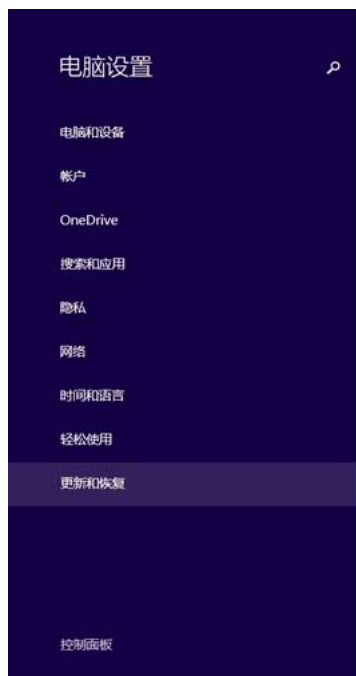 电脑设置
电脑和设备
帐户
OneDrive
搜索和应用
隐私
网络
时间和语言
轻松使用
更新和恢复
控制面板